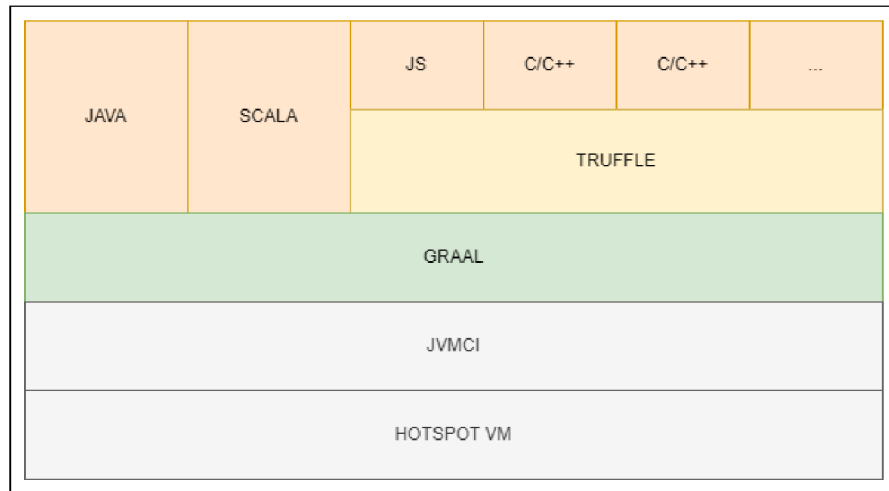 JS
C/C++
C/C++
...
JAVA
SCALA
TRUFFLE
GRAAL
JVMCI
HOTSPOT VM